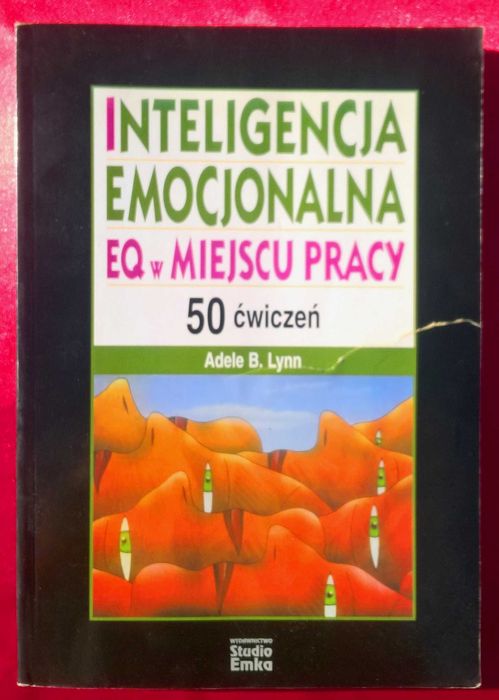 INTELIGENCJA
EMOCJONALNA
EQ w MIEJSCU PRACY
50 ćwiczeń
Adele B. Lynn
WYDAWNICTWO
Studio
Emka